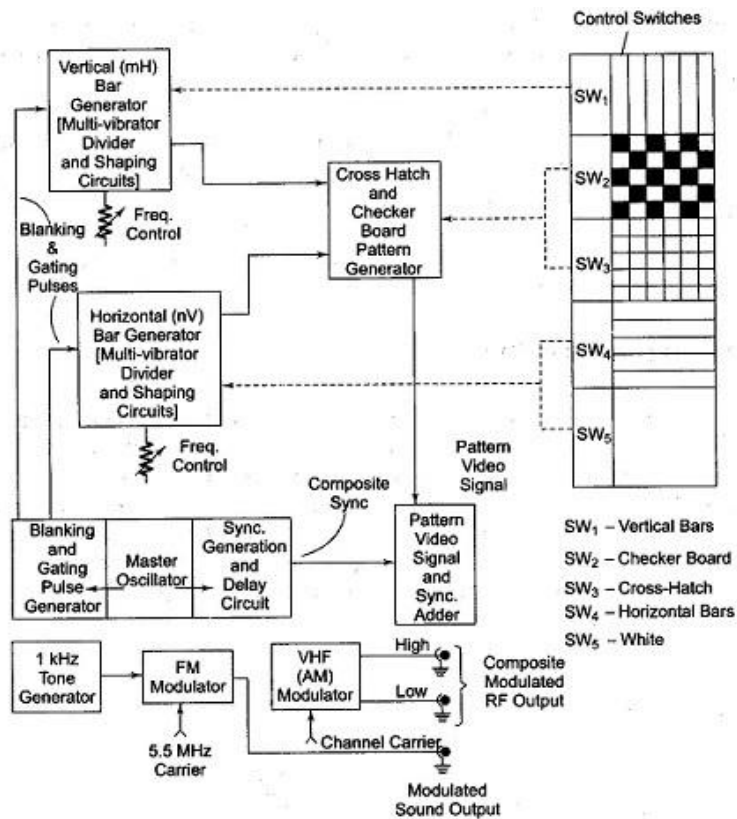 Control Switches
Vertical (mH)
Bar
Generator
[Multi-vibrator
Divider
and Shaping
Circuits]
SW1
SW2
SW3
SW4
SW5
Cross Hatch
and
Checker
Board
Pattern
Generator
Freq.
Control
Blanking
&
Gating
Pulses
Horizontal (nV)
Bar Generator
[Multi-vibrator
Divider
and Shaping
Circuits]
Freq.
Control
Pattern
Video
Signal
Composite
Sync
Blanking
and
Gating
Pulse
Generator
Master
Oscillator
Sync.
Generation
and
Delay
Circuit
Pattern
Video
Signal
and
Sync.
Adder
SW1 – Vertical Bars
SW2 – Checker Board
SW3 – Cross-Hatch
SW4 – Horizontal Bars
SW5 – White
1 kHz
Tone
Generator
FM
Modulator
VHF
(AM)
Modulator
High
Low
Composite
Modulated
RF Output
5.5 MHz
Carrier
Channel Carrier
Modulated
Sound Output